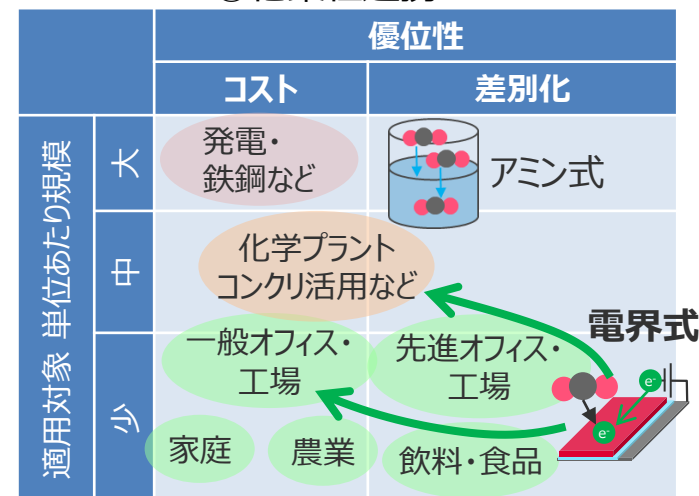 優位性
コスト
差別化
適用対象 単位あたり規模
大
発電・
鉄鋼など
アミン式
中
化学プラント
コンクリ活用など
電界式
少
一般オフィス・
工場
先進オフィス・
工場
e-
e-
家庭
農業
飲料・食品